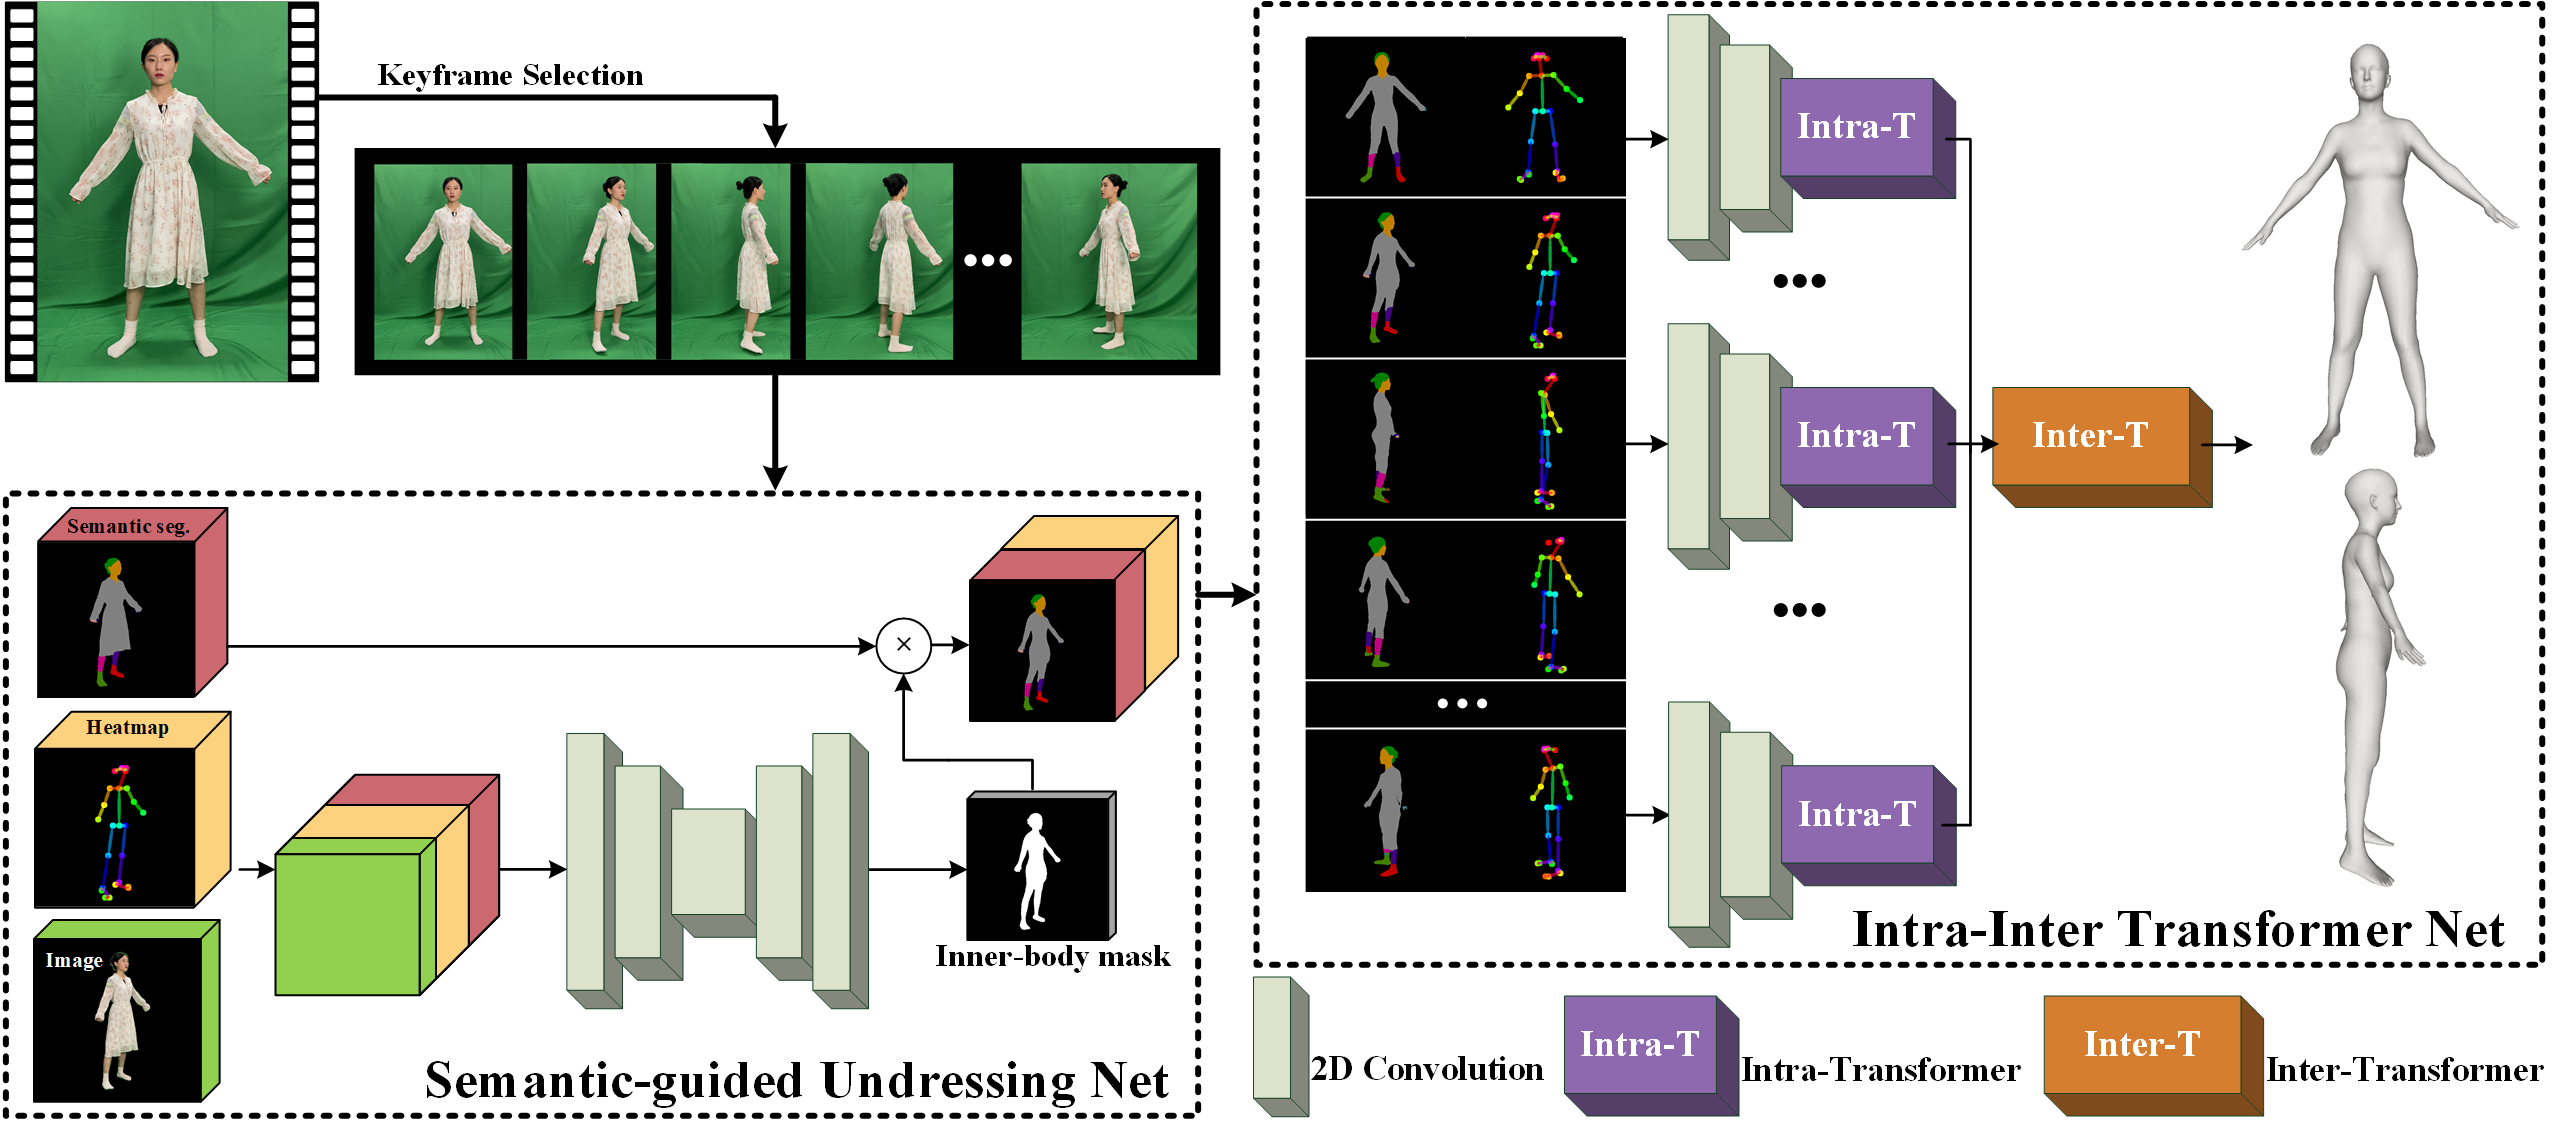 Keyframe Selection
Semantic seg.
Heatmap
Image
×
Inner-body mask
Semantic-guided Undressing Net
Intra-T
Intra-T
Inter-T
Intra-T
Intra-Inter Transformer Net
2D Convolution
Intra-T
Intra-Transformer
Inter-T
Inter-Transformer